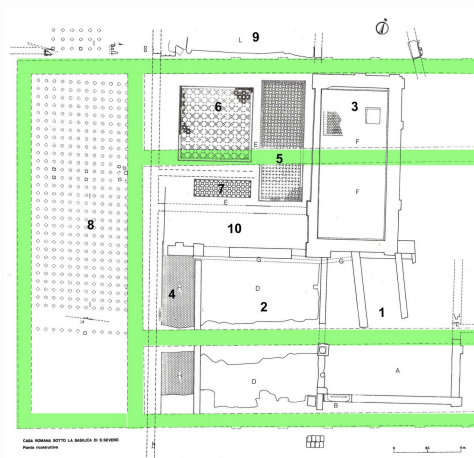 L
9
6
3
E
F
5
7
E
F
8
10
G
G
4
D
2
1
D
G
A
B
CASA ROMANA SOTTO LA BASILICA DI S.SEVERO
Pianta ricostruttiva